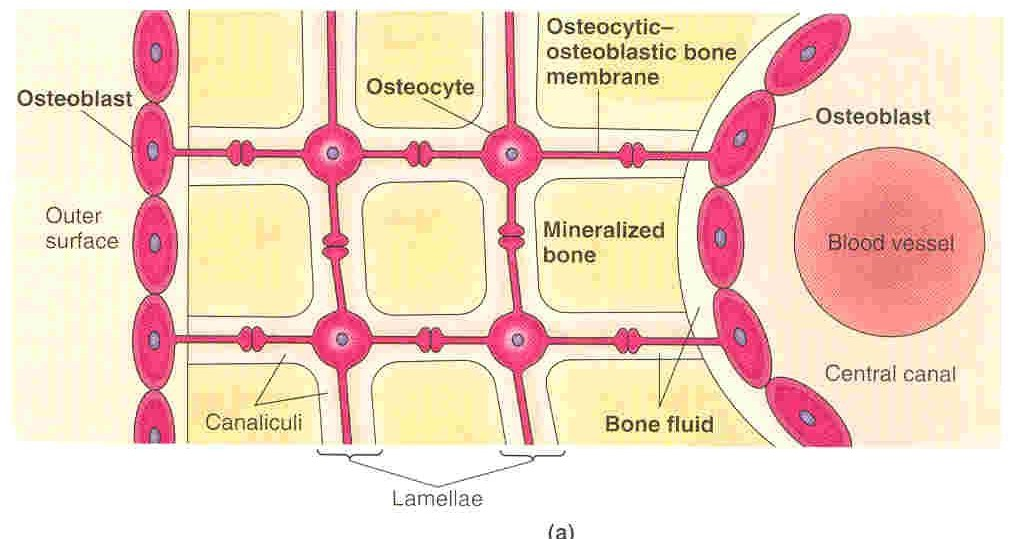 Osteocytic–
osteoblastic bone
membrane
Osteocyte
Osteoblast
Osteoblast
Outer
surface
Mineralized
bone
Blood vessel
Central canal
Canaliculi
Bone fluid
Lamellae
(a)